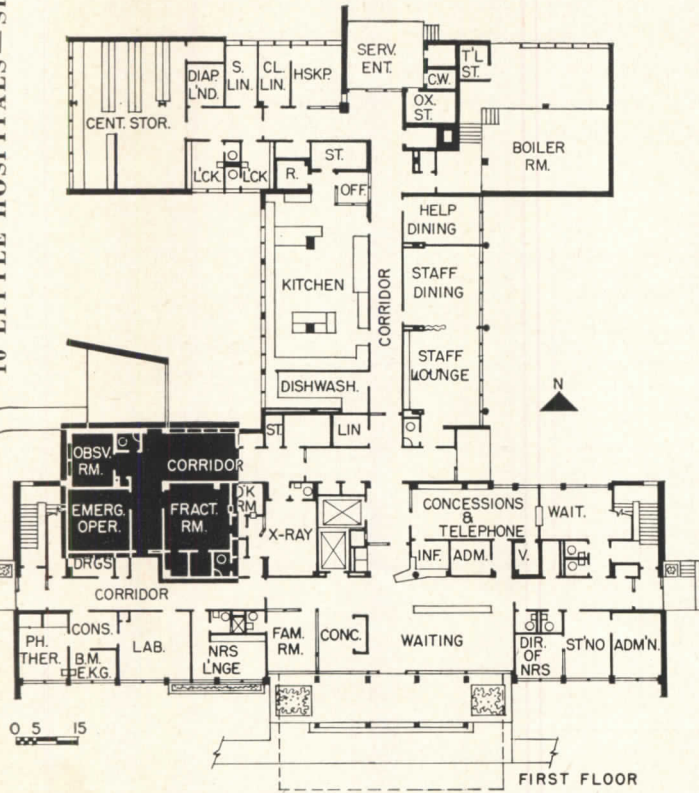 SERV.
ENT.
T'L
ST.
C.W.
OX.
ST.
DIAP.
L'ND.
S.
LIN.
CL.
LIN.
HSKP.
CENT. STOR.
BOILER
RM.
L'CK
L'CK
R.
ST.
OFF.
HELP
DINING
KITCHEN
CORRIDOR
STAFF
DINING
STAFF
LOUNGE
DISHWASH.
N
ST.
LIN
OBSV.
RM.
CORRIDOR
EMERG.
OPER.
FRACT.
RM.
D'K
RM
X-RAY
CONCESSIONS
&
TELEPHONE
WAIT.
INF.
ADM.
V.
DRGS
CORRIDOR
PH.
THER.
CONS.
B.M.
E.K.G.
LAB.
NRS
L'NGE
FAM.
RM.
CONC.
WAITING
DIR.
OF
NRS
ST'NO
ADM'N.
0 5 15
FIRST FLOOR